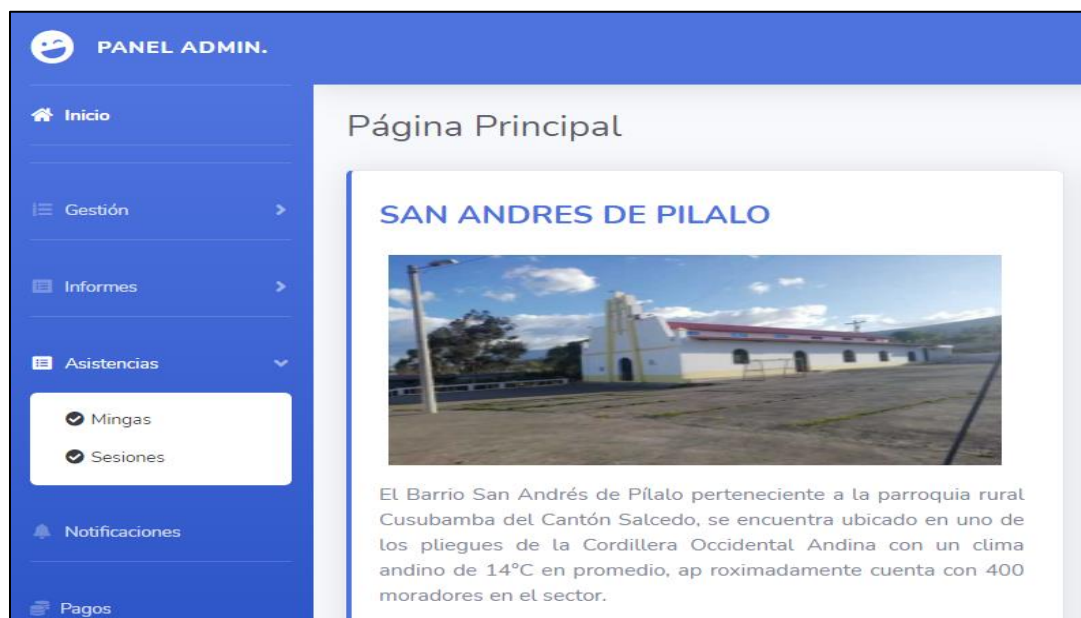 PANEL ADMIN.
Inicio
Gestión
Informes
Asistencias
Mingas
Sesiones
Notificaciones
Pagos
Página Principal
SAN ANDRES DE PILALO
El Barrio San Andrés de Pílalo perteneciente a la parroquia rural
Cusubamba del Cantón Salcedo, se encuentra ubicado en uno de
los pliegues de la Cordillera Occidental Andina con un clima
andino de 14°C en promedio, ap roximadamente cuenta con 400
moradores en el sector.